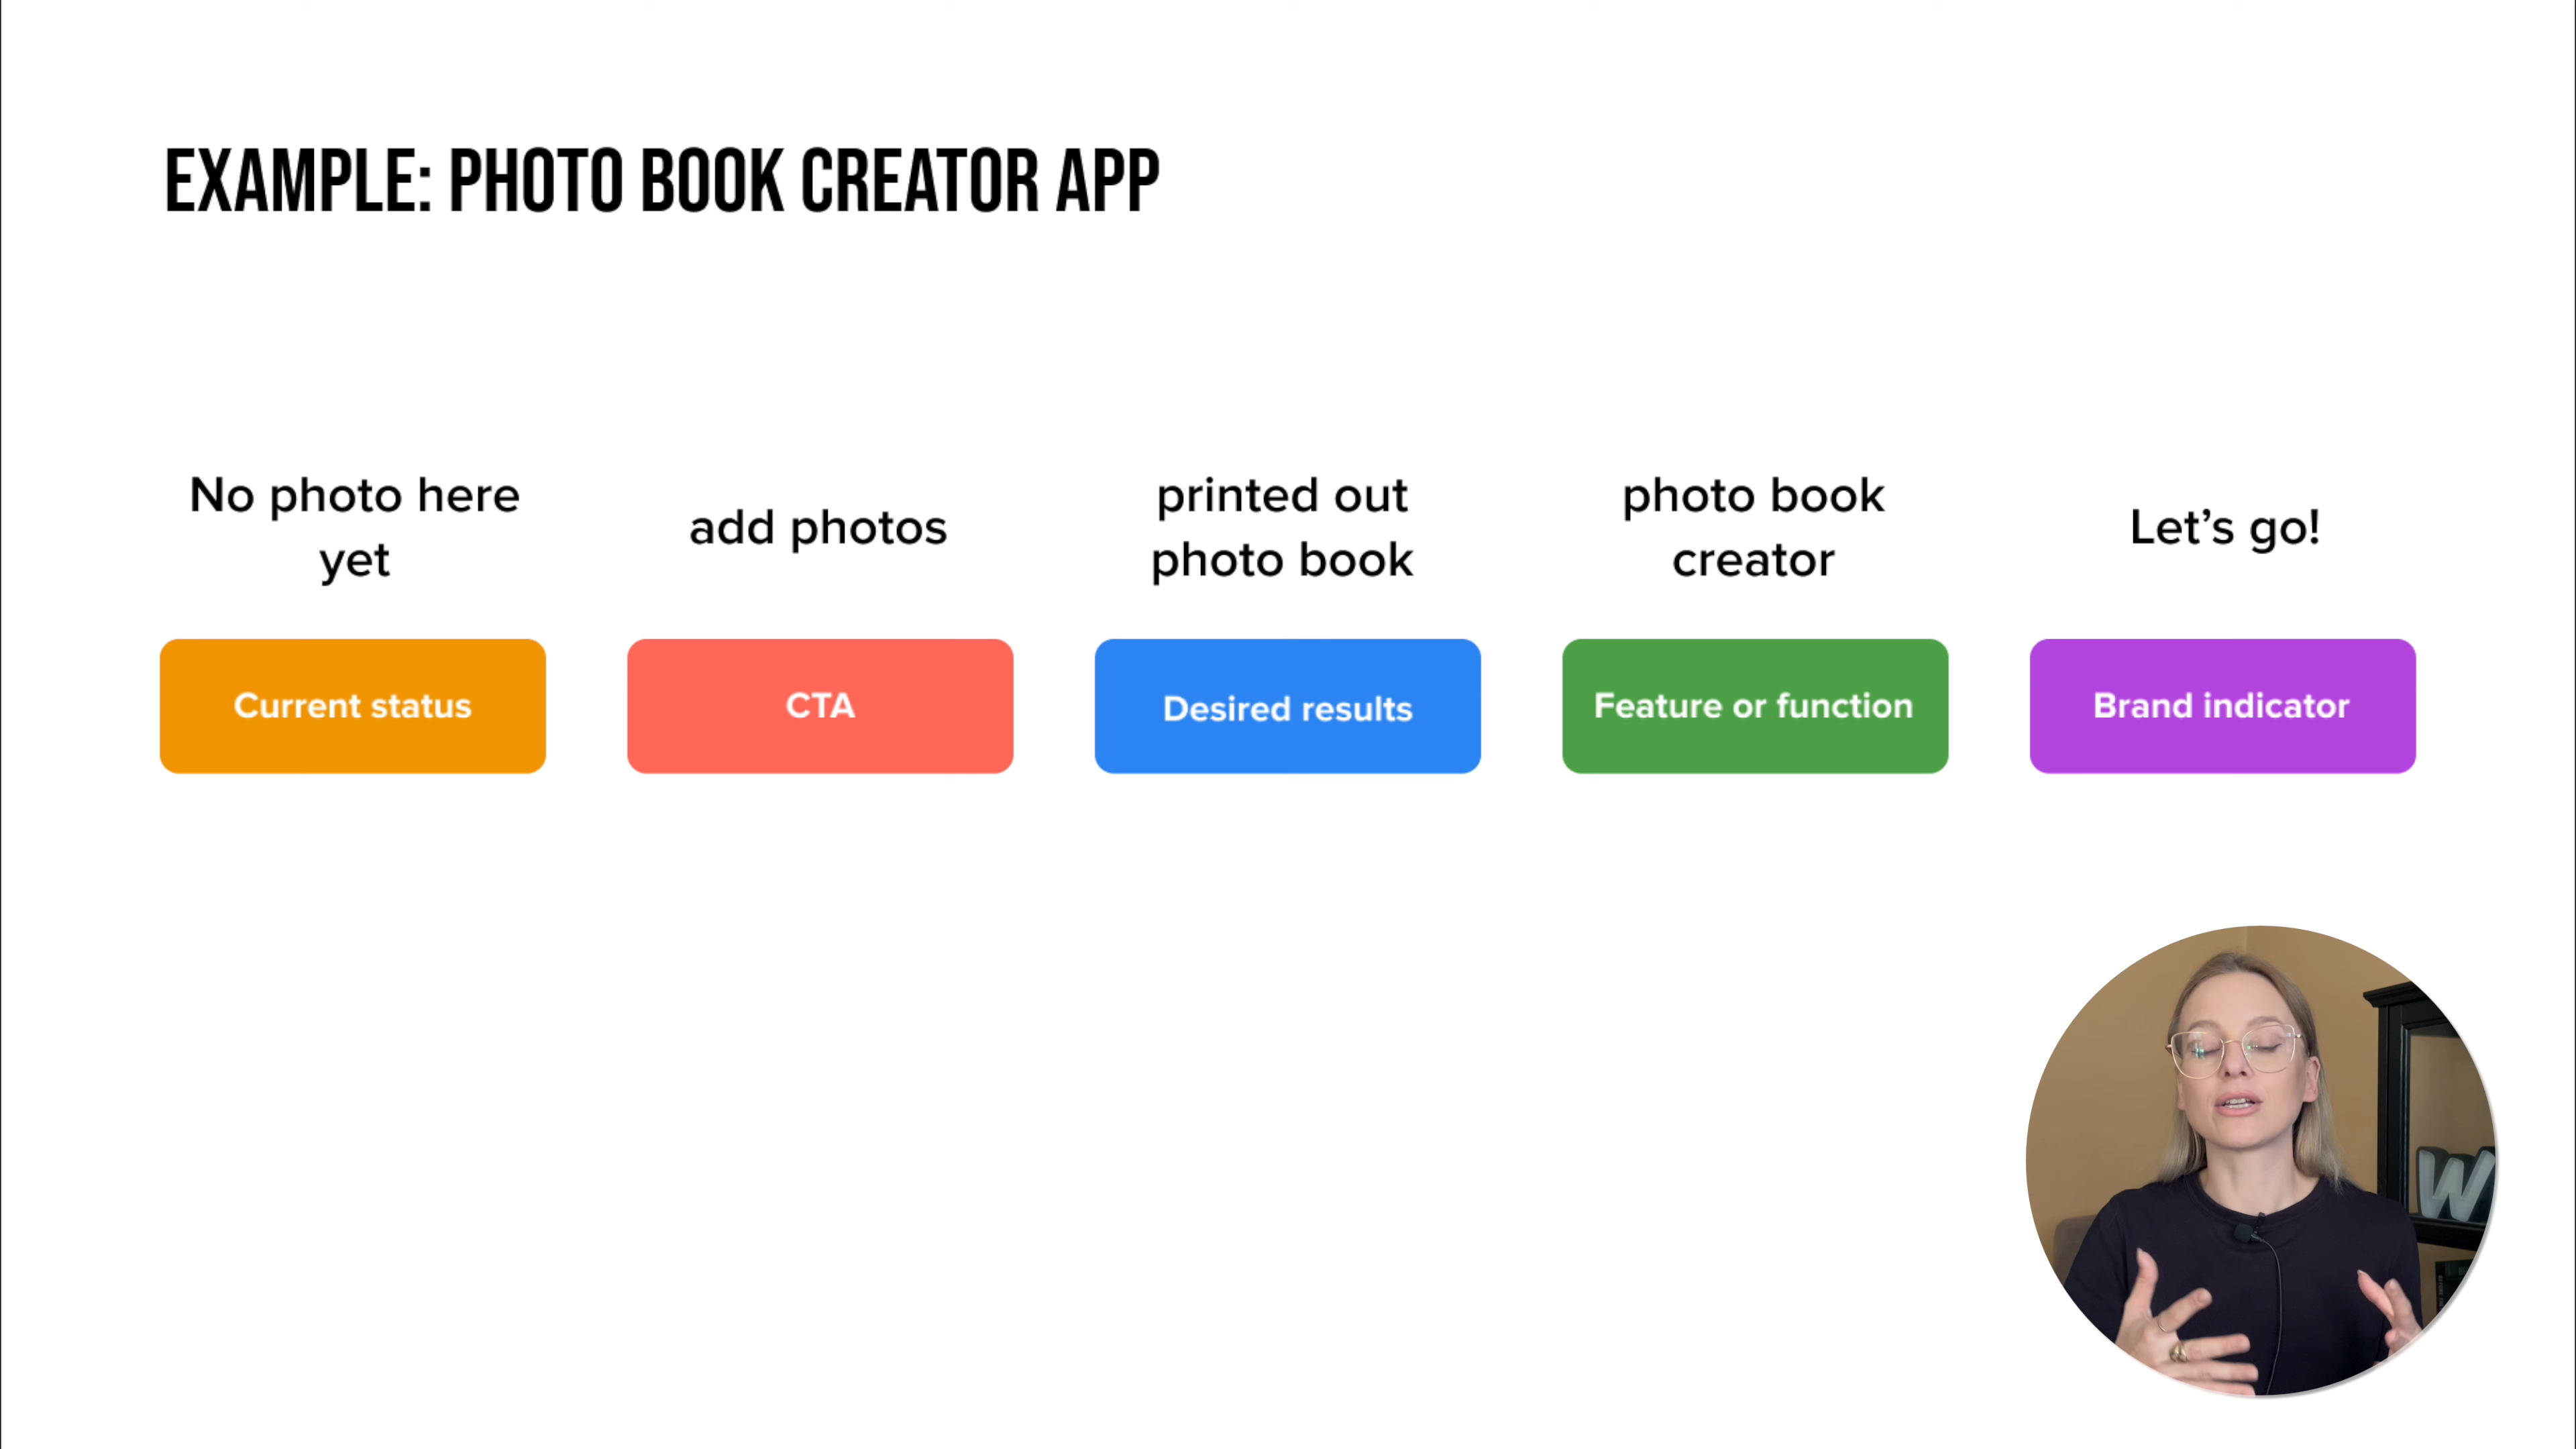 EXAMPLE: PHOTO BOOK CREATOR APP
No photo here
yet
add photos
printed out
photo book
photo book
creator
Let’s go!
Current status
CTA
Desired results
Feature or function
Brand indicator
W